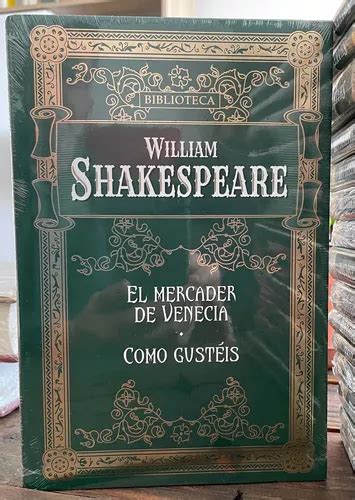 BIBLIOTECA
WILLIAM
SHAKESPEARE
EL MERCADER
DE VENECIA
COMO GUSTÉIS